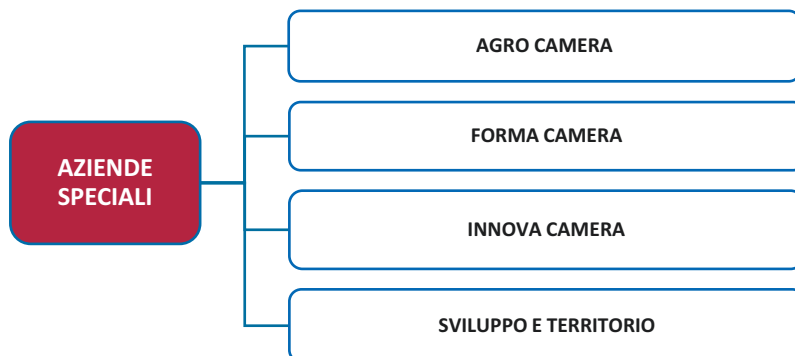 AZIENDE
SPECIALI
AGRO CAMERA
FORMA CAMERA
INNOVA CAMERA
SVILUPPO E TERRITORIO